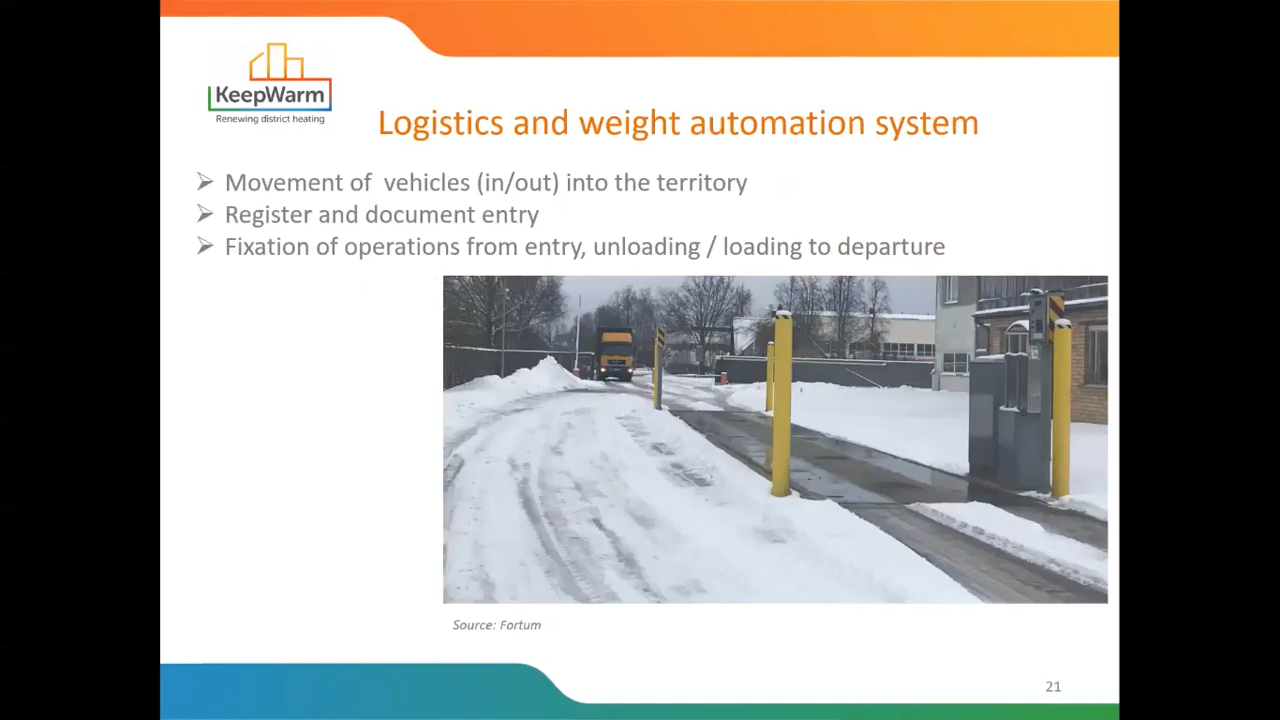 KeepWarm
Renewing district heating
Logistics and weight automation system
Movement of  vehicles (in/out) into the territory
Register and document entry
Fixation of operations from entry, unloading / loading to departure
Source: Fortum
21